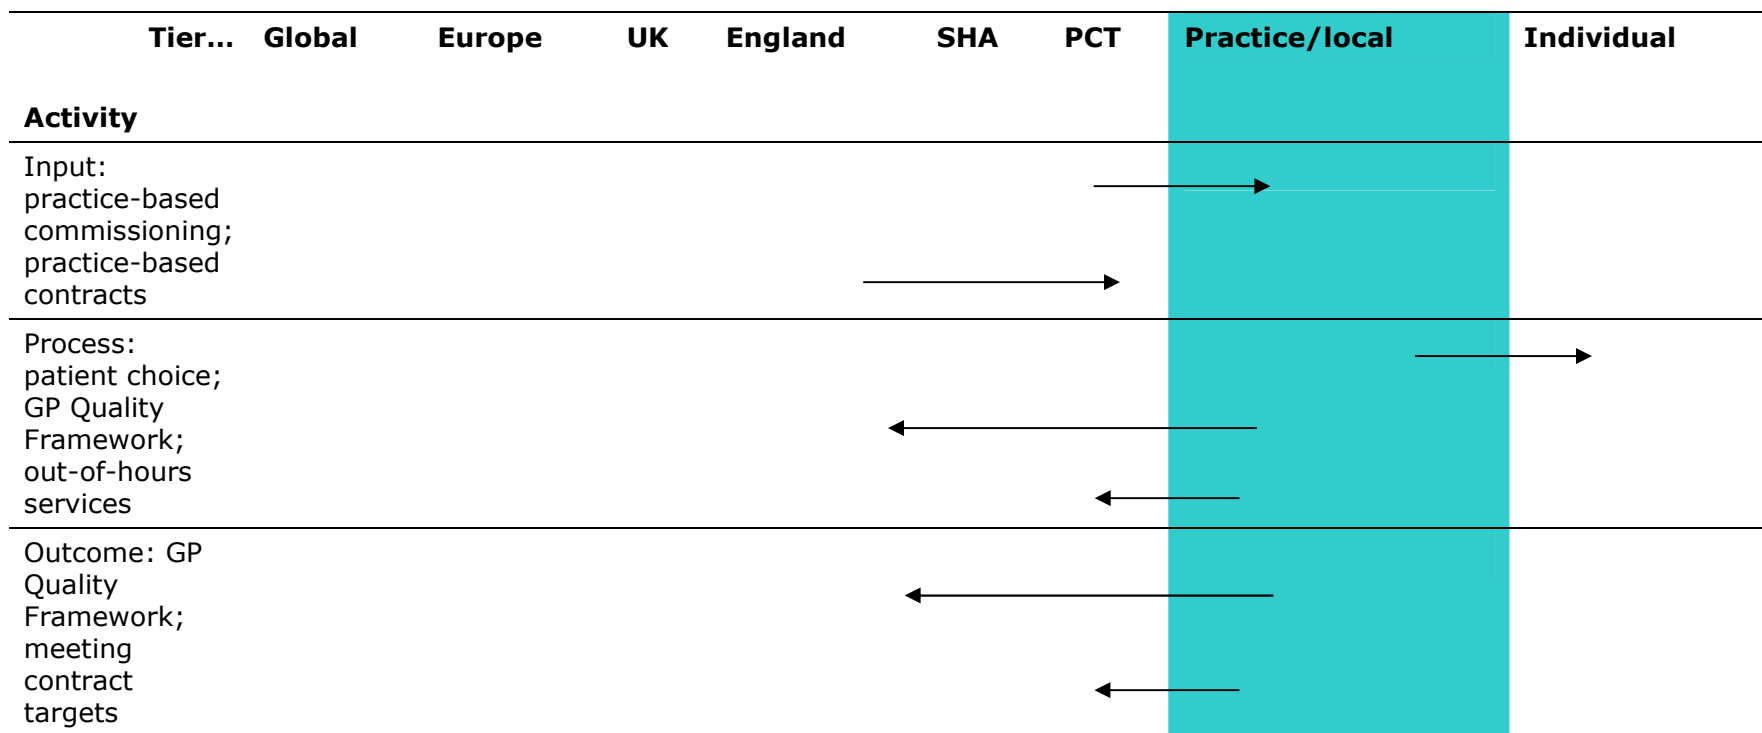 Tier... Global Europe UK England SHA PCT Practice/local Individual
Activity
Input:
practice-based
commissioning;
practice-based
contracts
Process:
patient choice;
GP Quality
Framework;
out-of-hours
services
Outcome: GP
Quality
Framework;
meeting
contract
targets